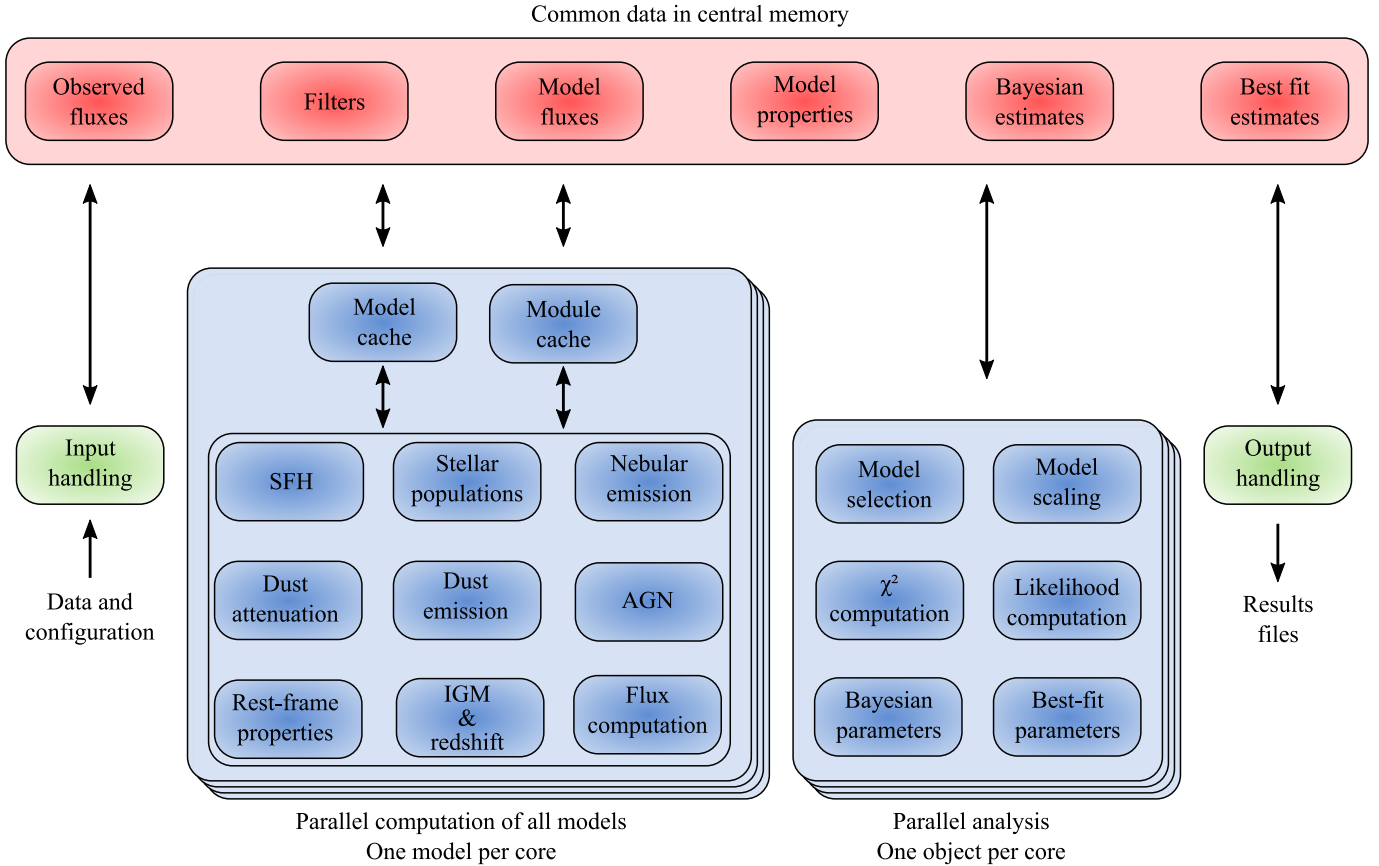 Common data in central memory
Observed
fluxes
Filters
Model
fluxes
Model
properties
Bayesian
estimates
Best fit
estimates
Model
cache
Module
cache
Input
handling
SFH
Stellar
populations
Nebular
emission
Dust
attenuation
Dust
emission
AGN
Rest-frame
properties
IGM
&
redshift
Flux
computation
Model
selection
Model
scaling
χ²
computation
Likelihood
computation
Bayesian
parameters
Best-fit
parameters
Output
handling
Data and
configuration
Results
files
Parallel computation of all models
One model per core
Parallel analysis
One object per core